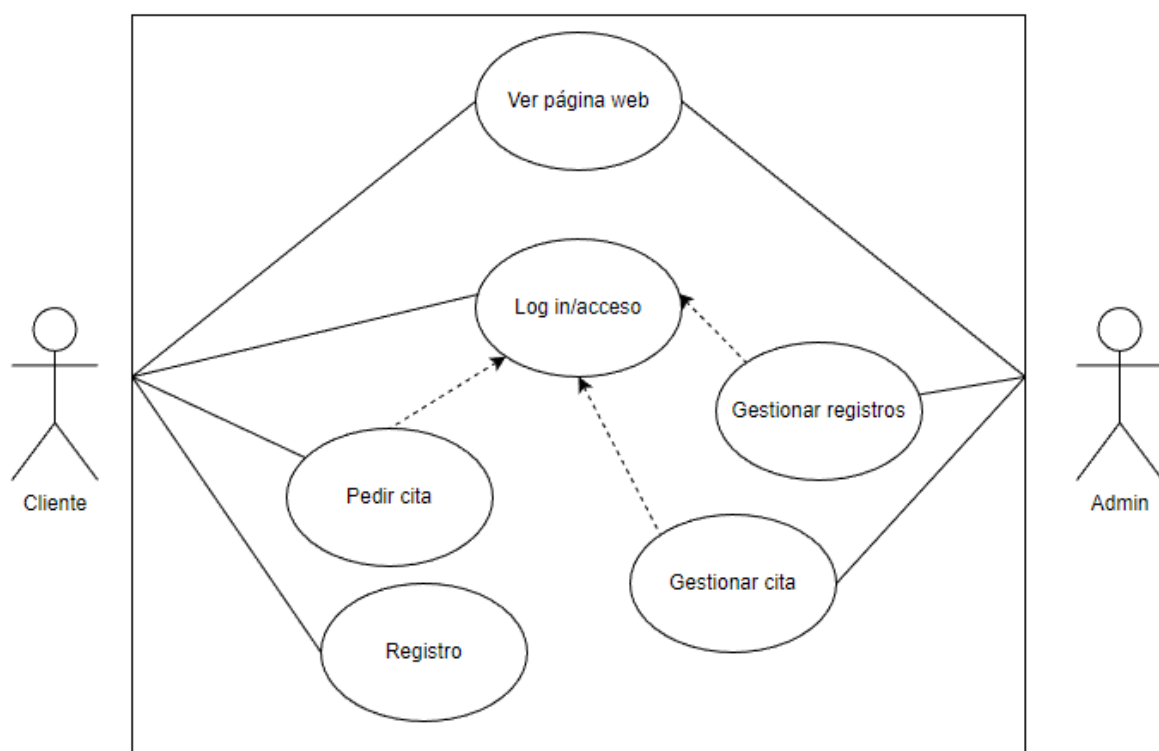 Ver página web
Log in/acceso
Gestionar registros
Pedir cita
Cliente
Admin
Gestionar cita
Registro